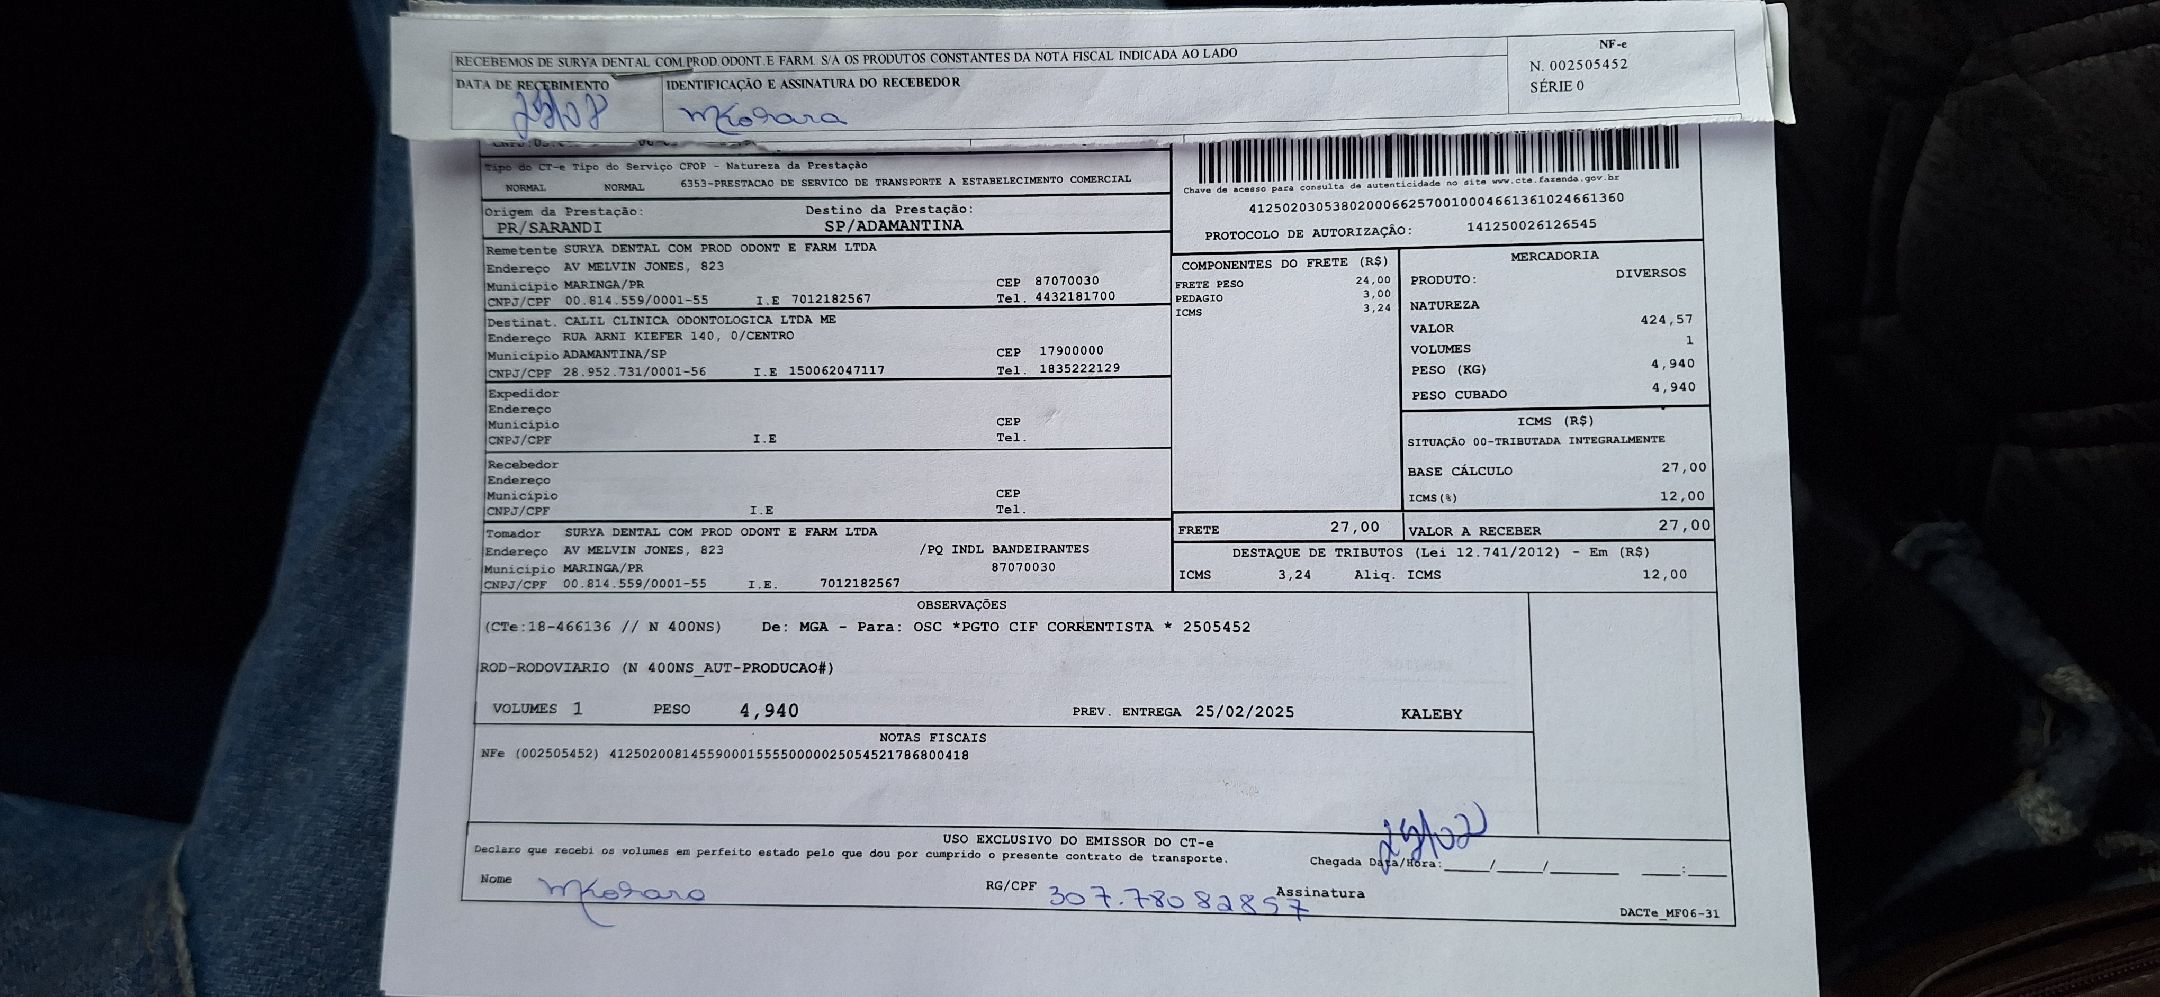 RECEBEMOS DE SURYA DENTAL COM.PROD.ODONT.E FARM. S/A OS PRODUTOS CONSTANTES DA NOTA FISCAL INDICADA AO LADO
NF-e
N. 002505452
SÉRIE 0
DATA DE RECEBIMENTO
IDENTIFICAÇÃO E ASSINATURA DO RECEBEDOR
Tipo do CT-e Tipo do Serviço CFOP - Natureza da Prestação
NORMAL NORMAL 6353-PRESTACAO DE SERVICO DE TRANSPORTE A ESTABELECIMENTO COMERCIAL
Origem da Prestação: Destino da Prestação:
PR/SARANDI SP/ADAMANTINA
Chave de acesso para consulta de autenticidade no site www.cte.fazenda.gov.br
41250203053802000662570010004661361024661360
PROTOCOLO DE AUTORIZAÇÃO: 141250026126545
Remetente SURYA DENTAL COM PROD ODONT E FARM LTDA
Endereço AV MELVIN JONES, 823
Município MARINGA/PR CEP 87070030
CNPJ/CPF 00.814.559/0001-55 I.E 7012182567 Tel. 4432181700
Destinat. CALIL CLINICA ODONTOLOGICA LTDA ME
Endereço RUA ARNI KIEFER 140, 0/CENTRO
Município ADAMANTINA/SP CEP 17900000
CNPJ/CPF 28.952.731/0001-56 I.E 150062047117 Tel. 1835222129
Expedidor
Endereço
Município CEP
CNPJ/CPF I.E Tel.
Recebedor
Endereço
Município CEP
CNPJ/CPF I.E Tel.
Tomador SURYA DENTAL COM PROD ODONT E FARM LTDA
Endereço AV MELVIN JONES, 823 /PQ INDL BANDEIRANTES
Município MARINGA/PR 87070030
CNPJ/CPF 00.814.559/0001-55 I.E. 7012182567
COMPONENTES DO FRETE (R$)
FRETE PESO 24,00
PEDAGIO 3,00
ICMS 3,24
MERCADORIA
PRODUTO: DIVERSOS
NATUREZA
VALOR 424,57
VOLUMES 1
PESO (KG) 4,940
PESO CUBADO 4,940
ICMS (R$)
SITUAÇÃO 00-TRIBUTADA INTEGRALMENTE
BASE CÁLCULO 27,00
ICMS(%) 12,00
FRETE 27,00 VALOR A RECEBER 27,00
DESTAQUE DE TRIBUTOS (Lei 12.741/2012) - Em (R$)
ICMS 3,24 Aliq. ICMS 12,00
OBSERVAÇÕES
(CTe:18-466136 // N 400NS) De: MGA - Para: OSC *PGTO CIF CORRENTISTA * 2505452
ROD-RODOVIARIO (N 400NS_AUT-PRODUCAO#)
VOLUMES 1 PESO 4,940 PREV. ENTREGA 25/02/2025 KALEBY
NOTAS FISCAIS
NFe (002505452) 41250200814559000155550000025054521786800418
USO EXCLUSIVO DO EMISSOR DO CT-e
Declaro que recebi os volumes em perfeito estado pelo que dou por cumprido o presente contrato de transporte.
Chegada Data/Hora:____/____/______ ___:___
Nome RG/CPF 307.78082857 Assinatura
DACTe_MF06-31